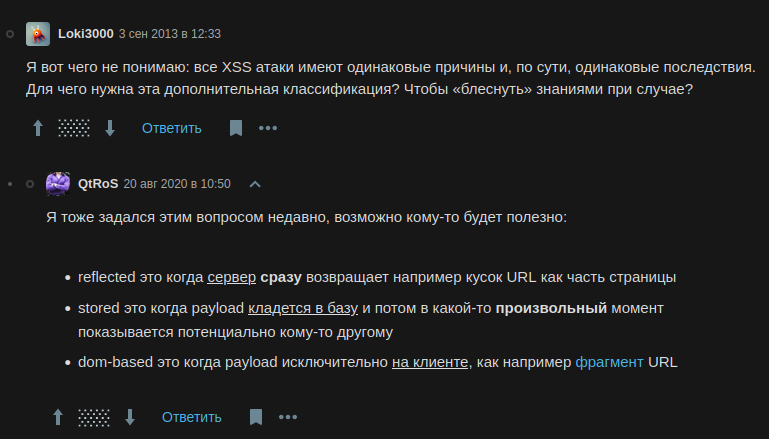 Loki3000 3 сен 2013 в 12:33
Я вот чего не понимаю: все XSS атаки имеют одинаковые причины и, по сути, одинаковые последствия.
Для чего нужна эта дополнительная классификация? Чтобы «блеснуть» знаниями при случае?
Ответить
QtRoS 20 авг 2020 в 10:50
Я тоже задался этим вопросом недавно, возможно кому-то будет полезно:
• reflected это когда сервер сразу возвращает например кусок URL как часть страницы
• stored это когда payload кладется в базу и потом в какой-то произвольный момент
показывается потенциально кому-то другому
• dom-based это когда payload исключительно на клиенте, как например фрагмент URL
Ответить